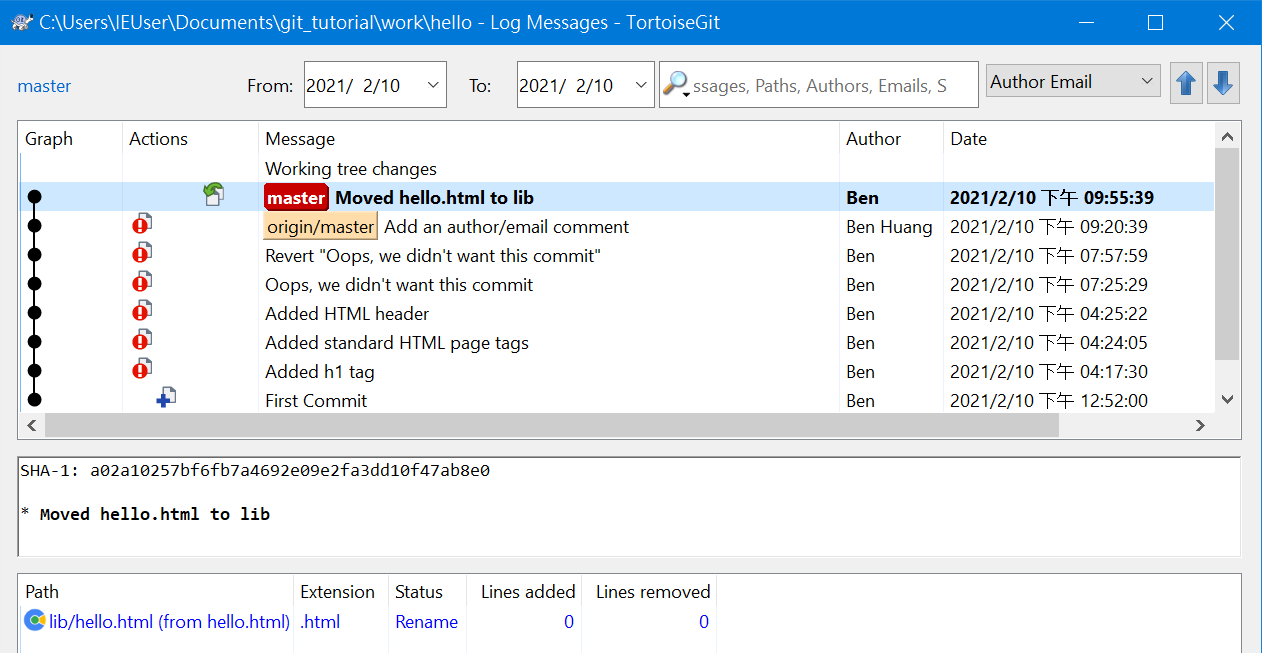 C:\Users\IEUser\Documents\git_tutorial\work\hello - Log Messages - TortoiseGit
master From: 2021/ 2/10 To: 2021/ 2/10 ssages, Paths, Authors, Emails, S Author Email
Graph Actions Message Author Date
Working tree changes
master Moved hello.html to lib Ben 2021/2/10 下午 09:55:39
origin/master Add an author/email comment Ben Huang 2021/2/10 下午 09:20:39
Revert "Oops, we didn't want this commit" Ben 2021/2/10 下午 07:57:59
Oops, we didn't want this commit Ben 2021/2/10 下午 07:25:29
Added HTML header Ben 2021/2/10 下午 04:25:22
Added standard HTML page tags Ben 2021/2/10 下午 04:24:05
Added h1 tag Ben 2021/2/10 下午 04:17:30
First Commit Ben 2021/2/10 下午 12:52:00
SHA-1: a02a10257bf6fb7a4692e09e2fa3dd10f47ab8e0
* Moved hello.html to lib
Path Extension Status Lines added Lines removed
lib/hello.html (from hello.html) .html Rename 0 0